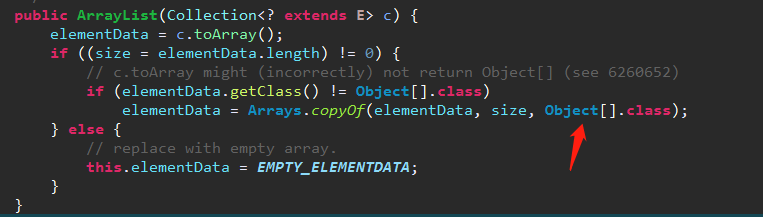 public ArrayList(Collection<? extends E> c) {
    elementData = c.toArray();
    if ((size = elementData.length) != 0) {
        // c.toArray might (incorrectly) not return Object[] (see 6260652)
        if (elementData.getClass() != Object[].class)
            elementData = Arrays.copyOf(elementData, size, Object[].class);
    } else {
        // replace with empty array.
        this.elementData = EMPTY_ELEMENTDATA;
    }
}